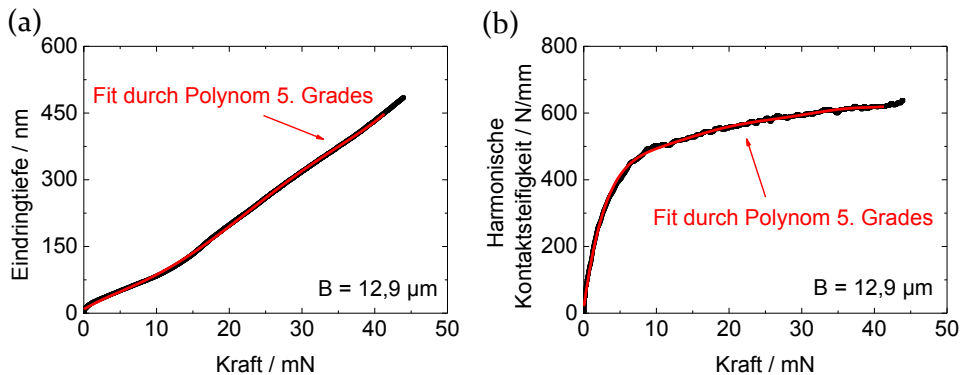 (a)
600
450
300
150
0
Eindringtiefe / nm
Fit durch Polynom 5. Grades
B = 12,9 µm
0 10 20 30 40 50
Kraft / mN
(b)
800
600
400
200
0
Harmonische
Kontaktsteifigkeit / N/mm
Fit durch Polynom 5. Grades
B = 12,9 µm
0 10 20 30 40 50
Kraft / mN